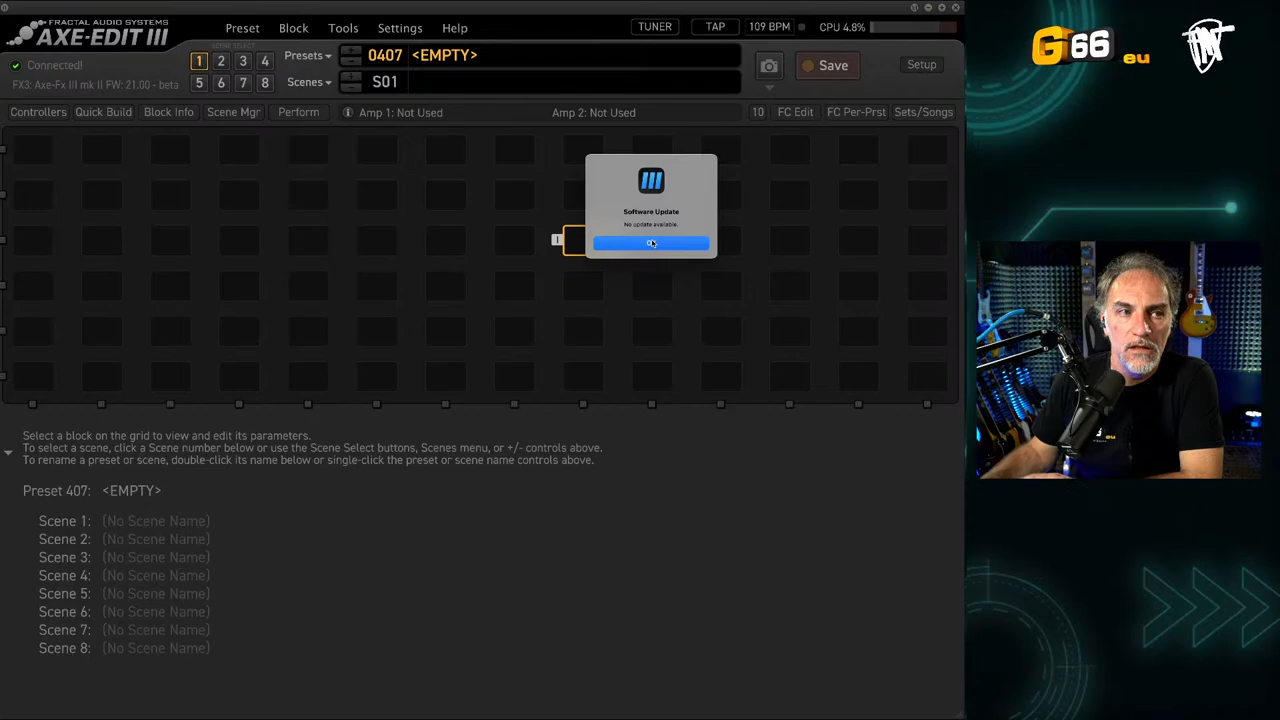 FRACTAL AUDIO SYSTEMS
AXE-EDIT III
Preset Block Tools Settings Help
TUNER TAP 109 BPM CPU 4.8%
SCENE SELECT
1 2 3 4
5 6 7 8
Connected!
FX3: Axe-Fx III mk II FW: 21.00 - beta
Presets 0407 <EMPTY>
Scenes S01
Save
Setup
Controllers Quick Build Block Info Scene Mgr Perform
Amp 1: Not Used Amp 2: Not Used
10 FC Edit FC Per-Prst Sets/Songs
I
Software Update
No update available.
Select a block on the grid to view and edit its parameters.
To select a scene, click a Scene number below or use the Scene Select buttons, Scenes menu, or +/- controls above.
To rename a preset or scene, double-click its name below or single-click the preset or scene name controls above.
Preset 407: <EMPTY>
Scene 1: (No Scene Name)
Scene 2: (No Scene Name)
Scene 3: (No Scene Name)
Scene 4: (No Scene Name)
Scene 5: (No Scene Name)
Scene 6: (No Scene Name)
Scene 7: (No Scene Name)
Scene 8: (No Scene Name)
G66
eu